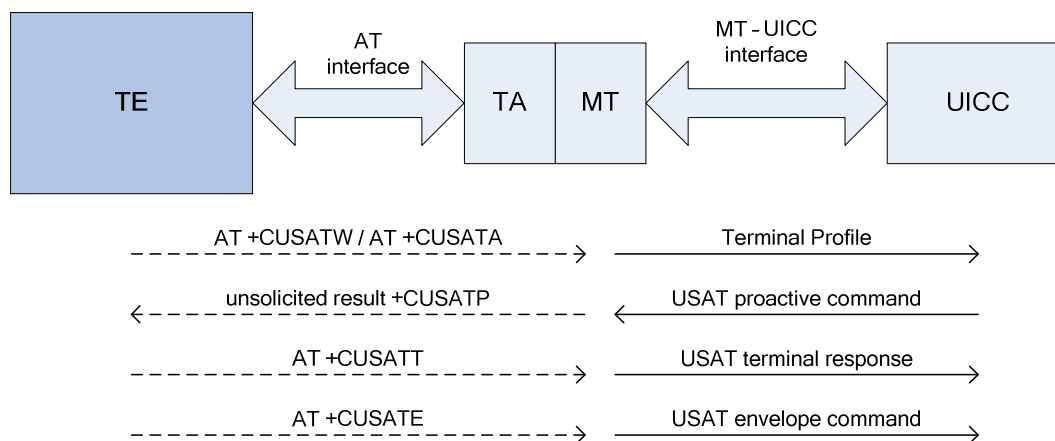 TE
AT
interface
TA
MT
MT - UICC
interface
UICC
AT +CUSATW / AT +CUSATA
Terminal Profile
unsolicited result +CUSATP
USAT proactive command
AT +CUSATT
USAT terminal response
AT +CUSATE
USAT envelope command